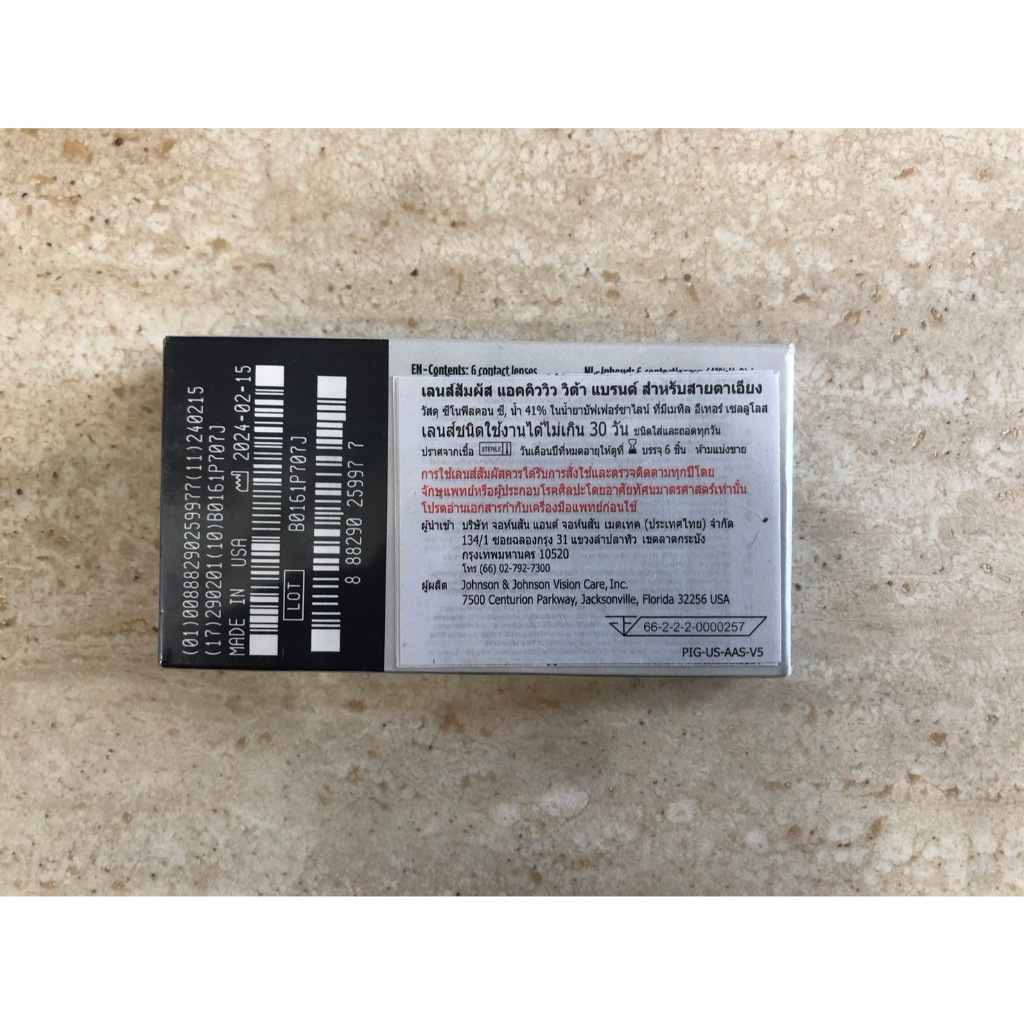 (01)00888290259977(11)240215
(17)290201(10)B0161P707J
MADE IN USA 2024-02-15
LOT B0161P707J
8 88290 25997 7
EN-Contents: 6 contact lenses
NL-Inhoud: 6
เลนส์สัมผัส แอคคิววิว วิต้า แบรนด์ สำหรับสายตาเอียง
วัสดุ ซีโนฟิลคอน ซี, น้ำ 41% ในน้ำยาบัฟเฟอร์ซาไลน์ ที่มีเมทิล อีเทอร์ เซลลูโลส
เลนส์ชนิดใช้งานได้ไม่เกิน 30 วัน ชนิดใส่และถอดทุกวัน
ปราศจากเชื้อ STERILE วันเดือนปีที่หมดอายุให้ดูที่ บรรจุ 6 ชิ้น ห้ามแบ่งขาย
การใช้เลนส์สัมผัสควรได้รับการสั่งใช้และตรวจติดตามทุกปีโดย
จักษุแพทย์หรือผู้ประกอบโรคศิลปะโดยอาศัยทัศนมาตรศาสตร์เท่านั้น
โปรดอ่านเอกสารกำกับเครื่องมือแพทย์ก่อนใช้
ผู้นำเข้า บริษัท จอห์นสัน แอนด์ จอห์นสัน เมดเทค (ประเทศไทย) จำกัด
134/1 ซอยฉลองกรุง 31 แขวงลำปลาทิว เขตลาดกระบัง
กรุงเทพมหานคร 10520
โทร (66) 02-792-7300
ผู้ผลิต Johnson & Johnson Vision Care, Inc.
7500 Centurion Parkway, Jacksonville, Florida 32256 USA
66-2-2-2-0000257
PIG-US-AAS-V5